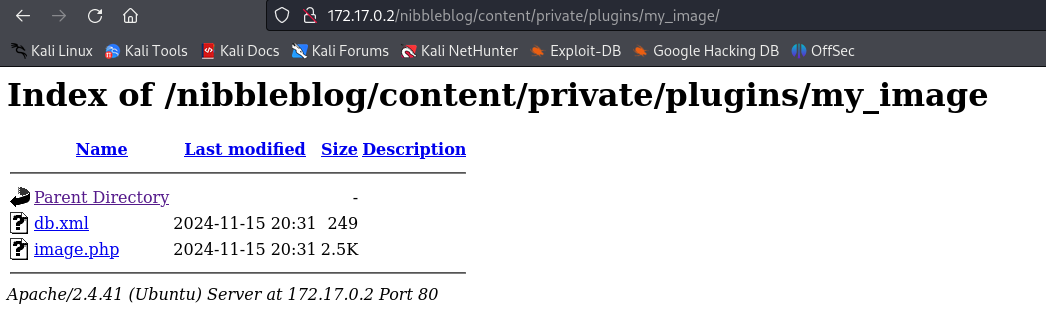 172.17.0.2/nibbleblog/content/private/plugins/my_image/
Kali Linux Kali Tools Kali Docs Kali Forums Kali NetHunter Exploit-DB Google Hacking DB OffSec
Index of /nibbleblog/content/private/plugins/my_image
Name Last modified Size Description
Parent Directory -
db.xml 2024-11-15 20:31 249
image.php 2024-11-15 20:31 2.5K
Apache/2.4.41 (Ubuntu) Server at 172.17.0.2 Port 80